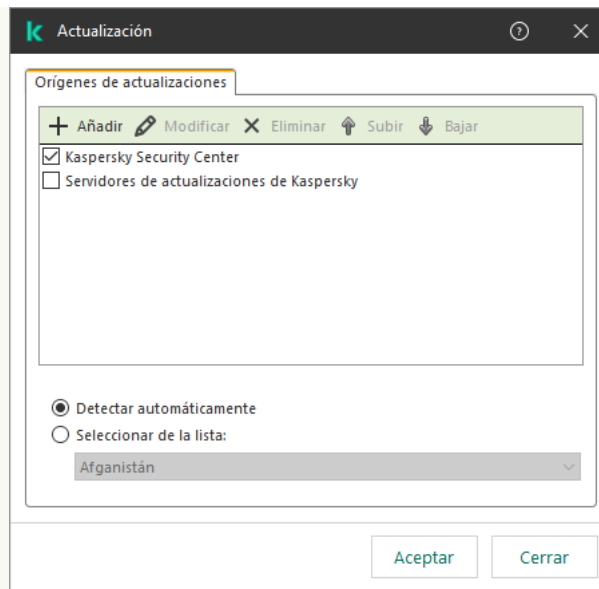 Actualización
Orígenes de actualizaciones
Añadir Modificar Eliminar Subir Bajar
Kaspersky Security Center
Servidores de actualizaciones de Kaspersky
Detectar automáticamente
Seleccionar de la lista:
Afganistán
Aceptar Cerrar